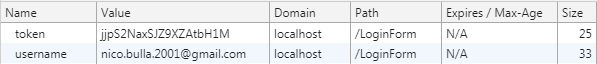 Name Value Domain Path Expires / Max-Age Size
token jjpS2NaxSJZ9XZAtbH1M localhost /LoginForm N/A 25
username nico.bulla.2001@gmail.com localhost /LoginForm N/A 33